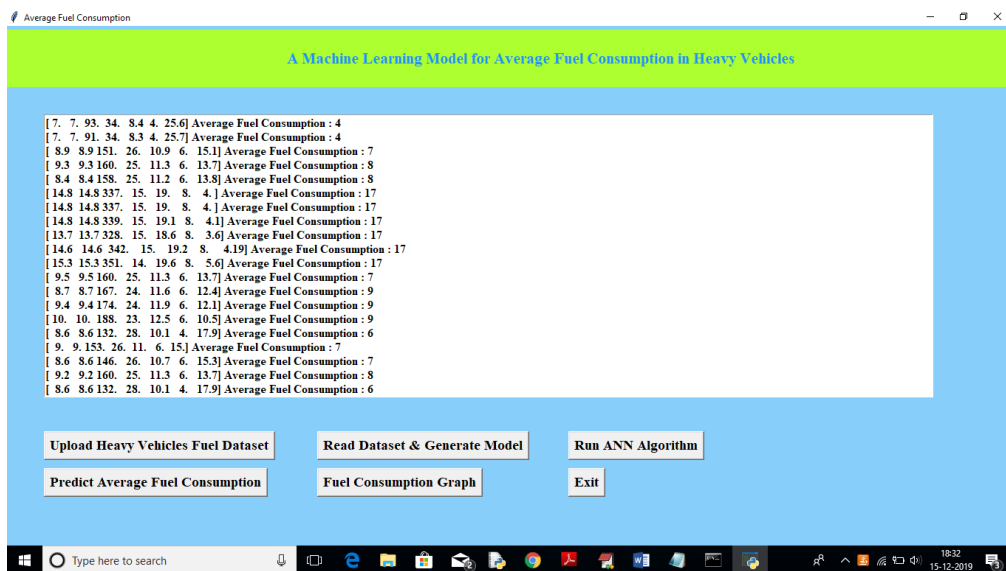 Average Fuel Consumption
A Machine Learning Model for Average Fuel Consumption in Heavy Vehicles
[ 7. 7. 93. 34. 8.4 4. 25.6] Average Fuel Consumption : 4
[ 7. 7. 91. 34. 8.3 4. 25.7] Average Fuel Consumption : 4
[ 8.9 8.9 151. 26. 10.9 6. 15.1] Average Fuel Consumption : 7
[ 9.3 9.3 160. 25. 11.3 6. 13.7] Average Fuel Consumption : 8
[ 8.4 8.4 158. 25. 11.2 6. 13.8] Average Fuel Consumption : 8
[ 14.8 14.8 337. 15. 19. 8. 4. ] Average Fuel Consumption : 17
[ 14.8 14.8 337. 15. 19. 8. 4. ] Average Fuel Consumption : 17
[ 14.8 14.8 339. 15. 19.1 8. 4.1] Average Fuel Consumption : 17
[ 13.7 13.7 328. 15. 18.6 8. 3.6] Average Fuel Consumption : 17
[ 14.6 14.6 342. 15. 19.2 8. 4.19] Average Fuel Consumption : 17
[ 15.3 15.3 351. 14. 19.6 8. 5.6] Average Fuel Consumption : 17
[ 9.5 9.5 160. 25. 11.3 6. 13.7] Average Fuel Consumption : 7
[ 8.7 8.7 167. 24. 11.6 6. 12.4] Average Fuel Consumption : 9
[ 9.4 9.4 174. 24. 11.9 6. 12.1] Average Fuel Consumption : 9
[ 10. 10. 188. 23. 12.5 6. 10.5] Average Fuel Consumption : 9
[ 8.6 8.6 132. 28. 10.1 4. 17.9] Average Fuel Consumption : 6
[ 9. 9. 153. 26. 11. 6. 15.] Average Fuel Consumption : 7
[ 8.6 8.6 146. 26. 10.7 6. 15.3] Average Fuel Consumption : 7
[ 9.2 9.2 160. 25. 11.3 6. 13.7] Average Fuel Consumption : 8
[ 8.6 8.6 132. 28. 10.1 4. 17.9] Average Fuel Consumption : 6
Upload Heavy Vehicles Fuel Dataset Read Dataset & Generate Model Run ANN Algorithm
Predict Average Fuel Consumption Fuel Consumption Graph Exit
Type here to search
18:32
15-12-2019